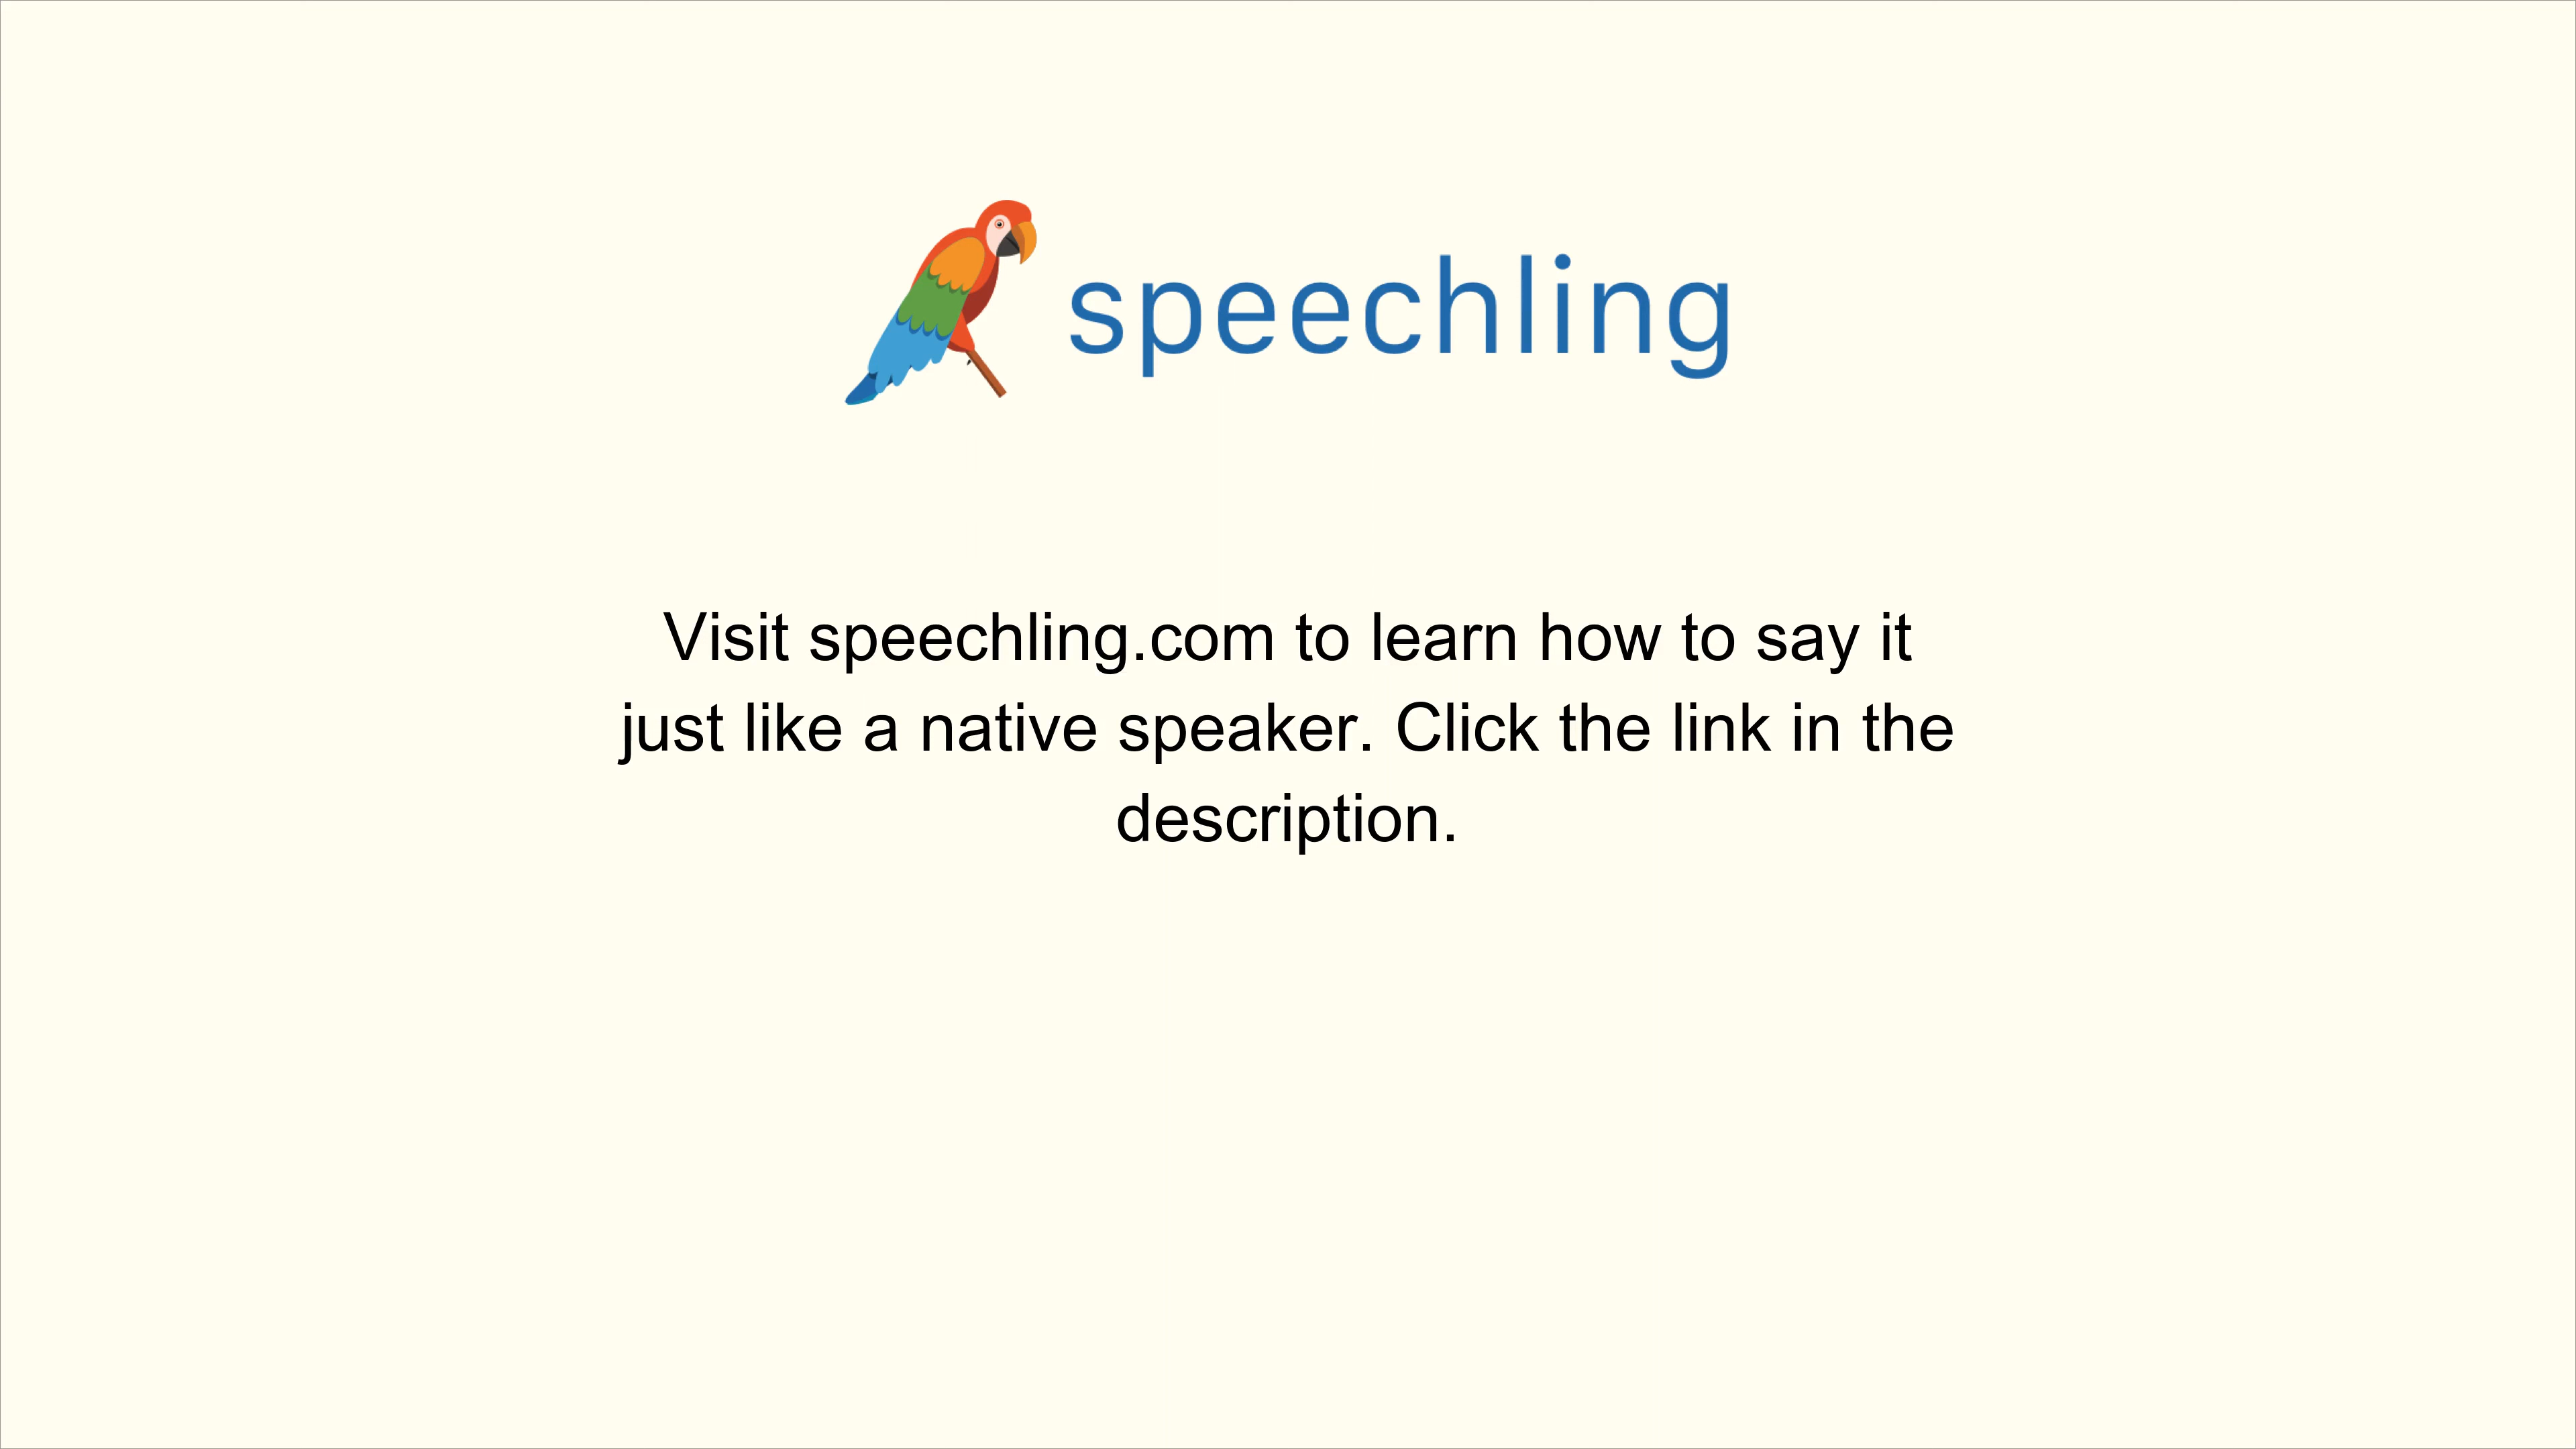 speechling
Visit speechling.com to learn how to say it
just like a native speaker. Click the link in the
description.